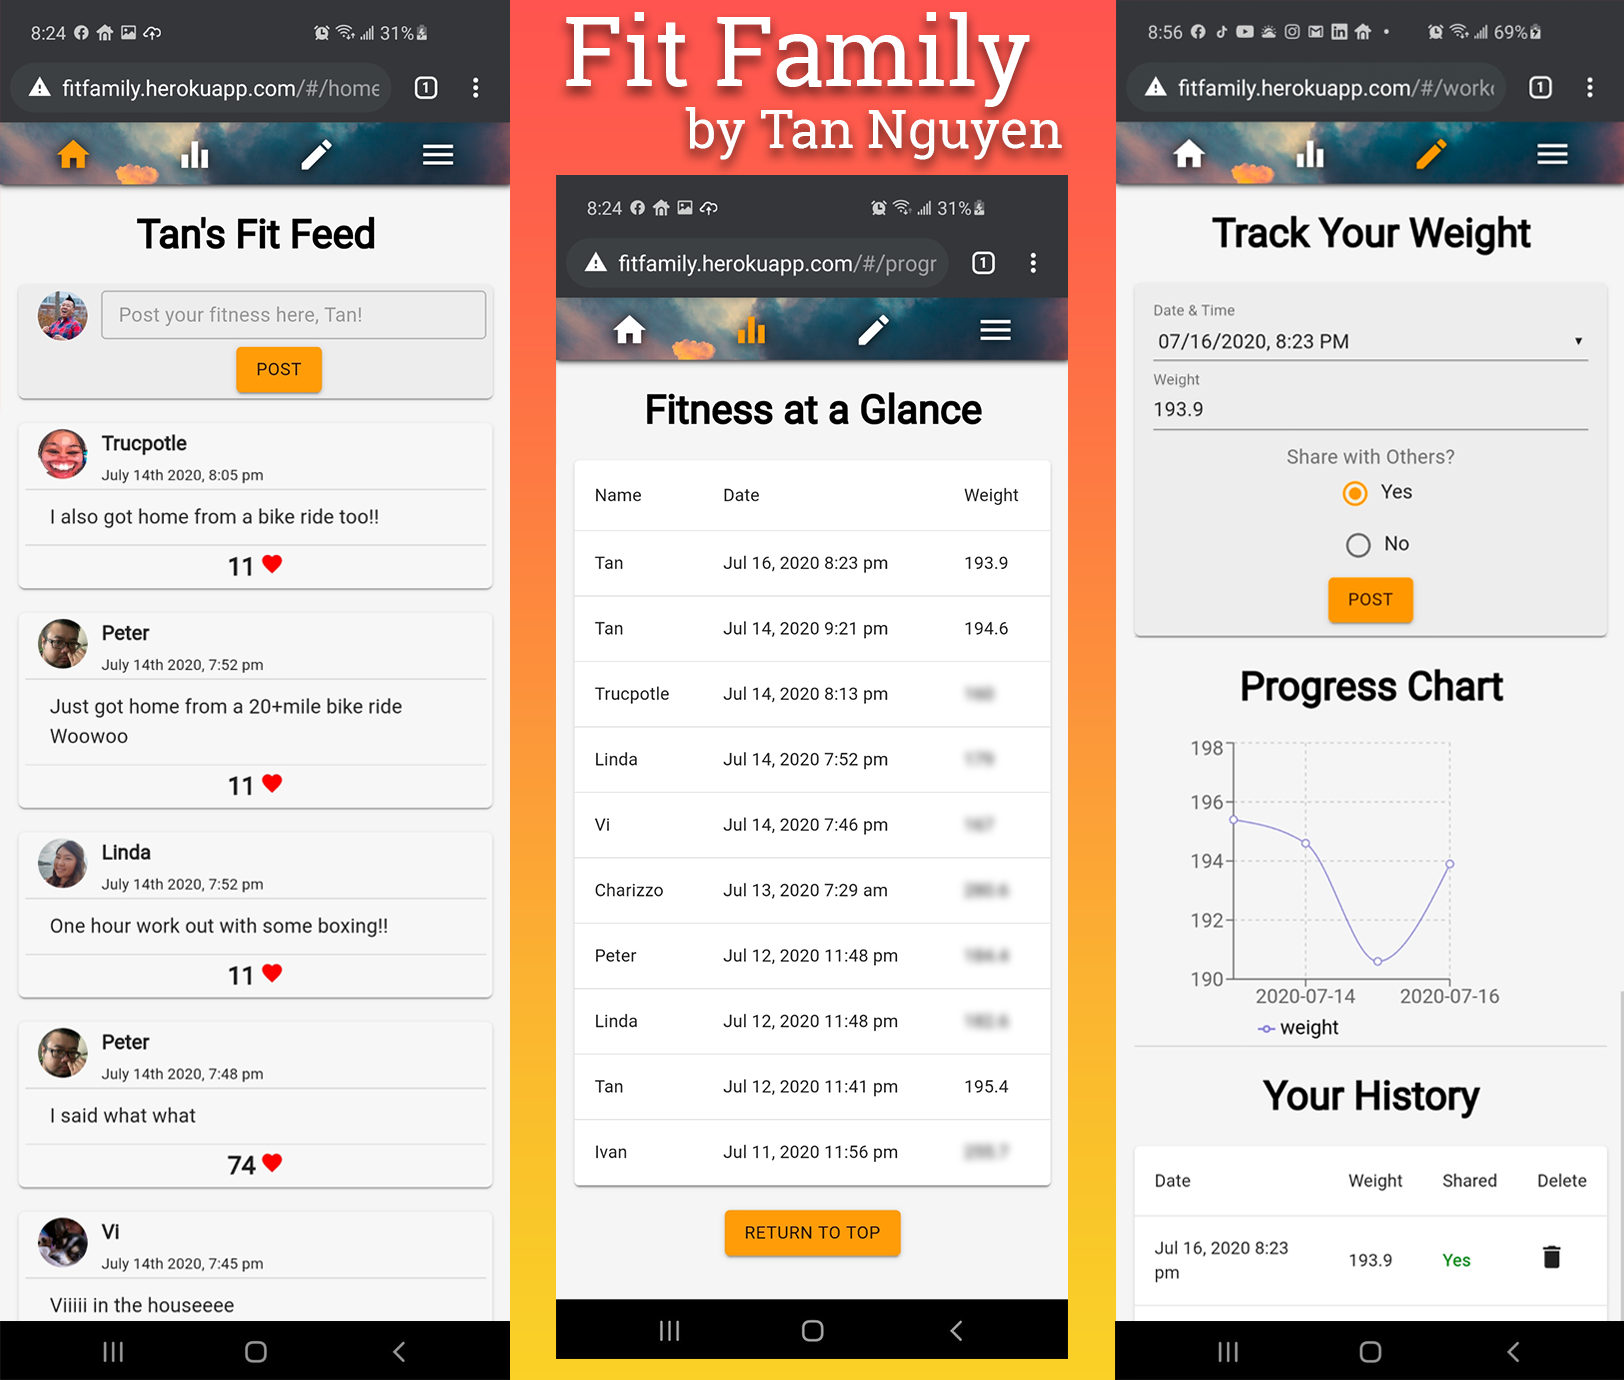 8:24
31%
fitfamily.herokuapp.com/#/home
1
Tan's Fit Feed
Post your fitness here, Tan!
POST
Trucpotle
July 14th 2020, 8:05 pm
I also got home from a bike ride too!!
11
Peter
July 14th 2020, 7:52 pm
Just got home from a 20+mile bike ride
Woowoo
11
Linda
July 14th 2020, 7:52 pm
One hour work out with some boxing!!
11
Peter
July 14th 2020, 7:48 pm
I said what what
74
Vi
July 14th 2020, 7:45 pm
Viiiii in the houseeee
Fit Family
by Tan Nguyen
8:24
31%
fitfamily.herokuapp.com/#/progr
1
Fitness at a Glance
Name Date Weight
Tan Jul 16, 2020 8:23 pm 193.9
Tan Jul 14, 2020 9:21 pm 194.6
Trucpotle Jul 14, 2020 8:13 pm
Linda Jul 14, 2020 7:52 pm
Vi Jul 14, 2020 7:46 pm
Charizzo Jul 13, 2020 7:29 am
Peter Jul 12, 2020 11:48 pm
Linda Jul 12, 2020 11:48 pm
Tan Jul 12, 2020 11:41 pm 195.4
Ivan Jul 11, 2020 11:56 pm
RETURN TO TOP
8:56
69%
fitfamily.herokuapp.com/#/work
1
Track Your Weight
Date & Time
07/16/2020, 8:23 PM
Weight
193.9
Share with Others?
Yes
No
POST
Progress Chart
198
196
194
192
190
2020-07-14 2020-07-16
weight
Your History
Date Weight Shared Delete
Jul 16, 2020 8:23
pm
193.9
Yes